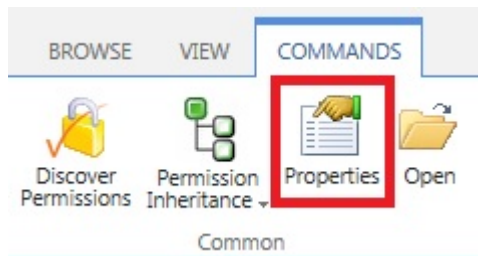 BROWSE VIEW COMMANDS
Discover Permissions
Permission Inheritance
Properties
Open
Common